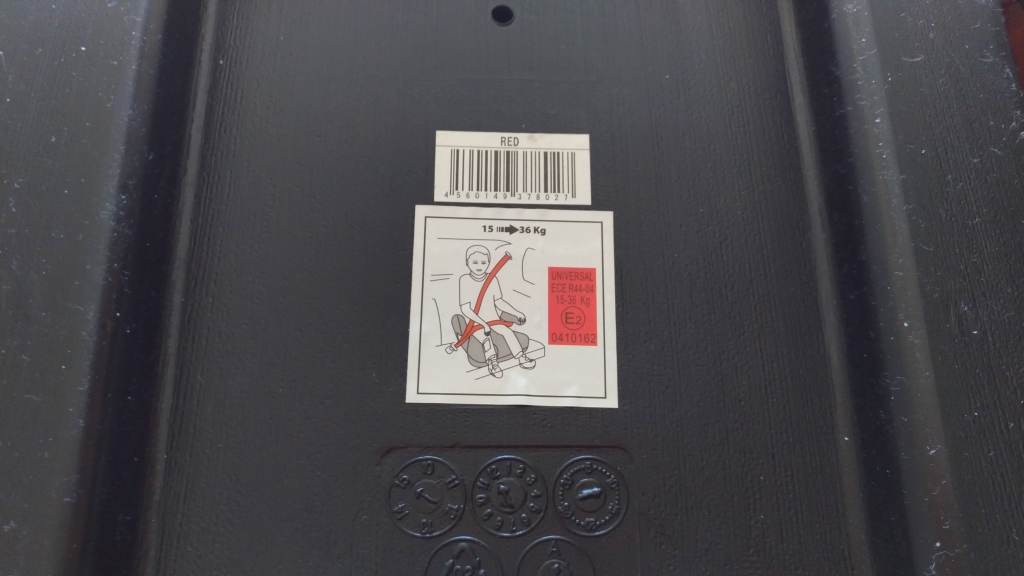 RED
4 560149 378027
15 36 Kg
UNIVERSAL
ECE R44-04
15-36 Kg
E2
0410162